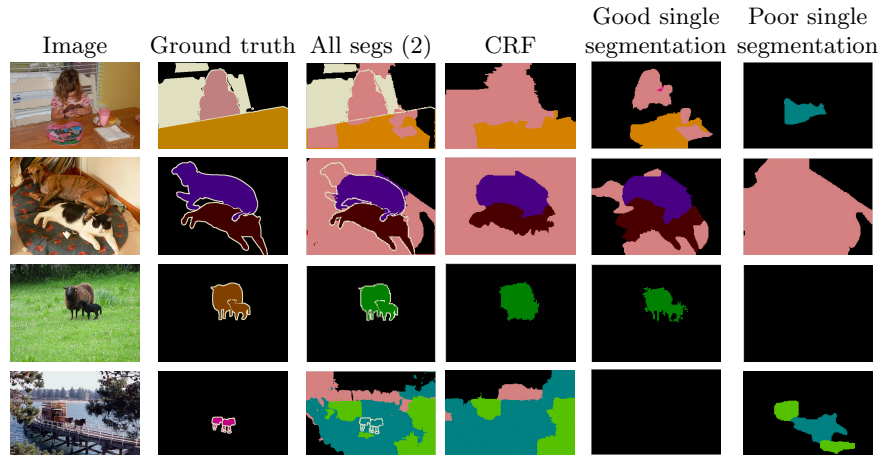 Image
Ground truth
All segs (2)
CRF
Good single
segmentation
Poor single
segmentation